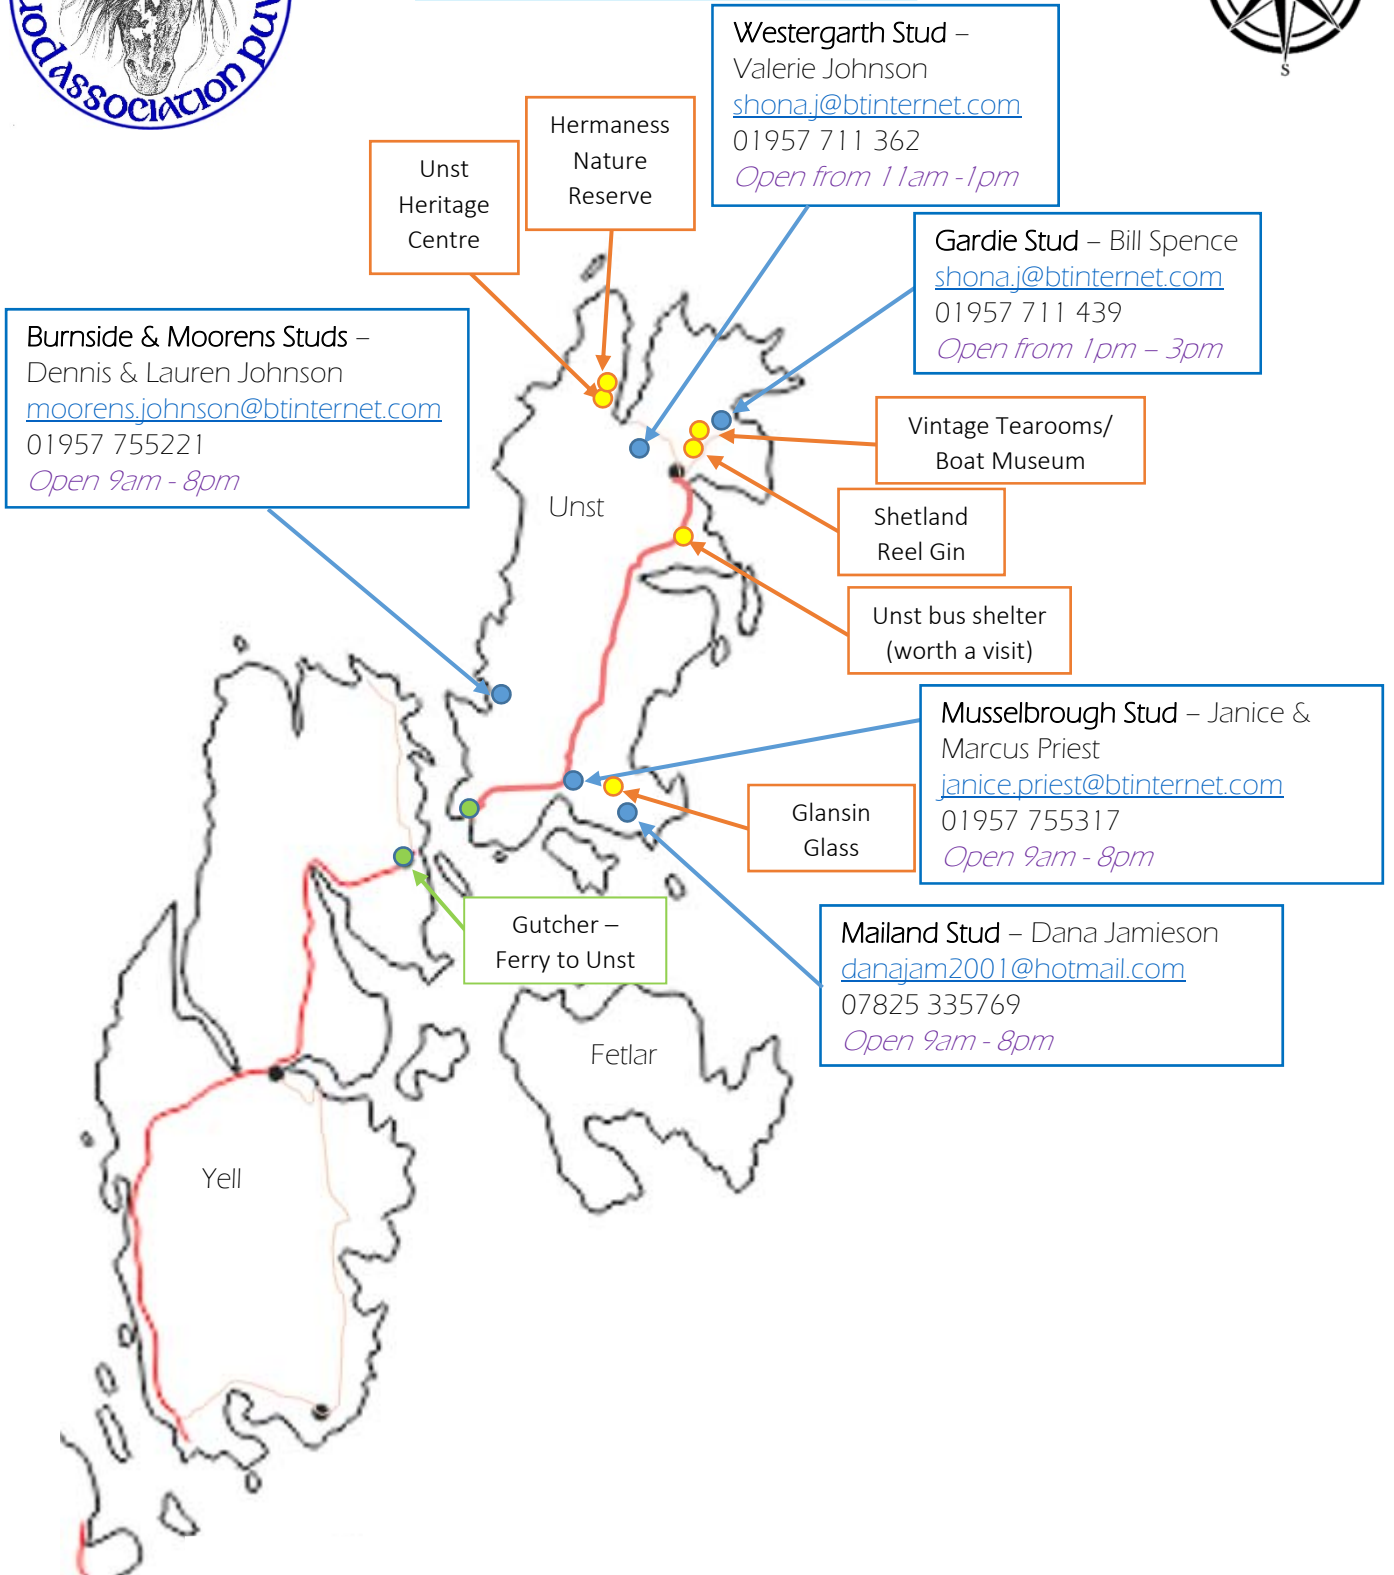 ASSOCIATION
S
Westergarth Stud –
Valerie Johnson
shona.j@btinternet.com
01957 711 362
Open from 11am -1pm
Hermaness
Nature
Reserve
Unst
Heritage
Centre
Gardie Stud – Bill Spence
shona.j@btinternet.com
01957 711 439
Open from 1pm – 3pm
Burnside & Moorens Studs –
Dennis & Lauren Johnson
moorens.johnson@btinternet.com
01957 755221
Open 9am - 8pm
Vintage Tearooms/
Boat Museum
Unst
Shetland
Reel Gin
Unst bus shelter
(worth a visit)
Musselbrough Stud – Janice &
Marcus Priest
janice.priest@btinternet.com
01957 755317
Open 9am - 8pm
Glansin
Glass
Gutcher –
Ferry to Unst
Mailand Stud – Dana Jamieson
danajam2001@hotmail.com
07825 335769
Open 9am - 8pm
Fetlar
Yell